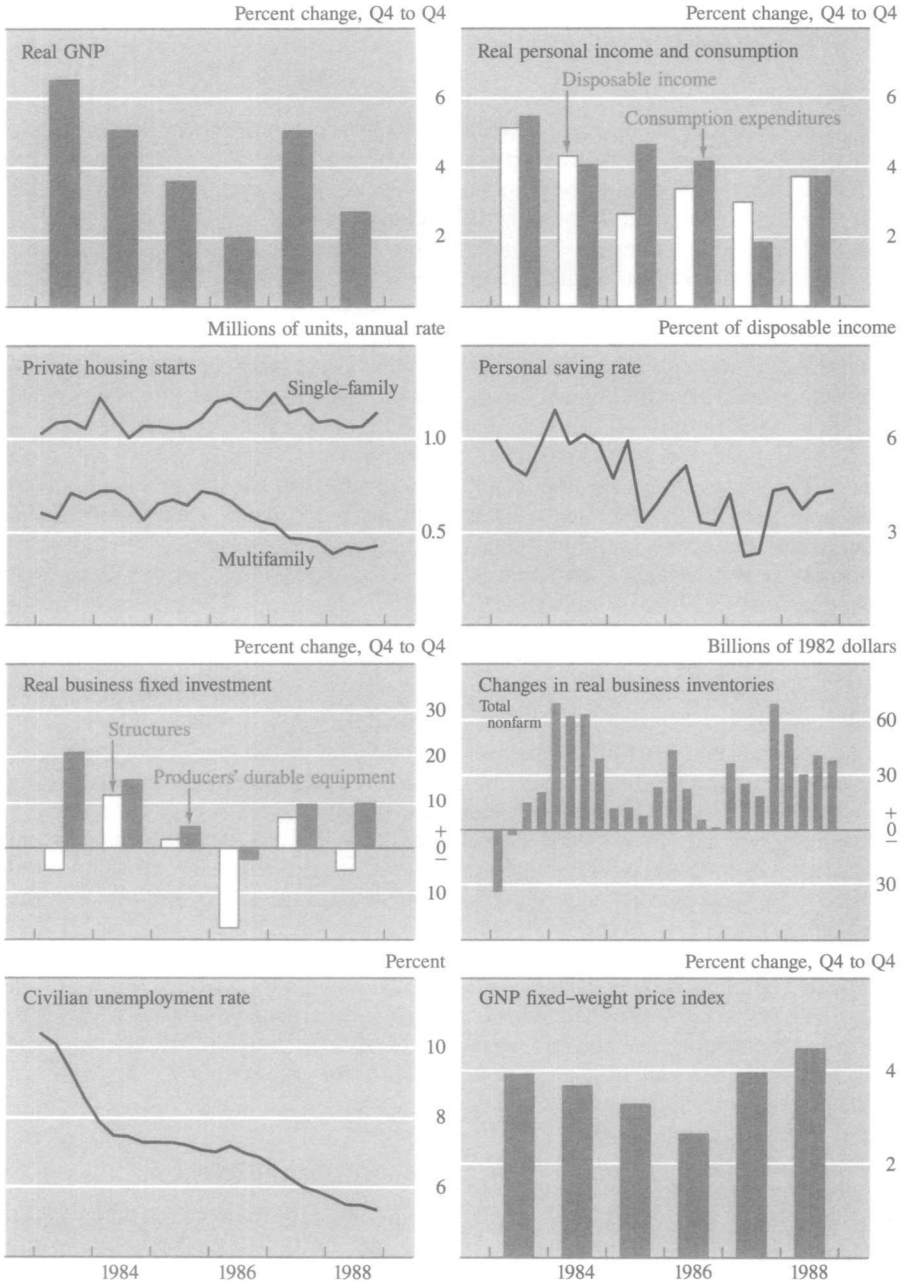 Percent change, Q4 to Q4
Real GNP
6
4
2
Percent change, Q4 to Q4
Real personal income and consumption
Disposable income
Consumption expenditures
6
4
2
Millions of units, annual rate
Private housing starts
Single–family
1.0
0.5
Multifamily
Percent of disposable income
Personal saving rate
6
3
Percent change, Q4 to Q4
Real business fixed investment
30
Structures
20
Producers' durable equipment
10
+
0
–
10
Billions of 1982 dollars
Changes in real business inventories
Total
nonfarm
60
30
+
0
–
30
Percent
Civilian unemployment rate
10
8
6
1984 1986 1988
Percent change, Q4 to Q4
GNP fixed–weight price index
4
2
1984 1986 1988